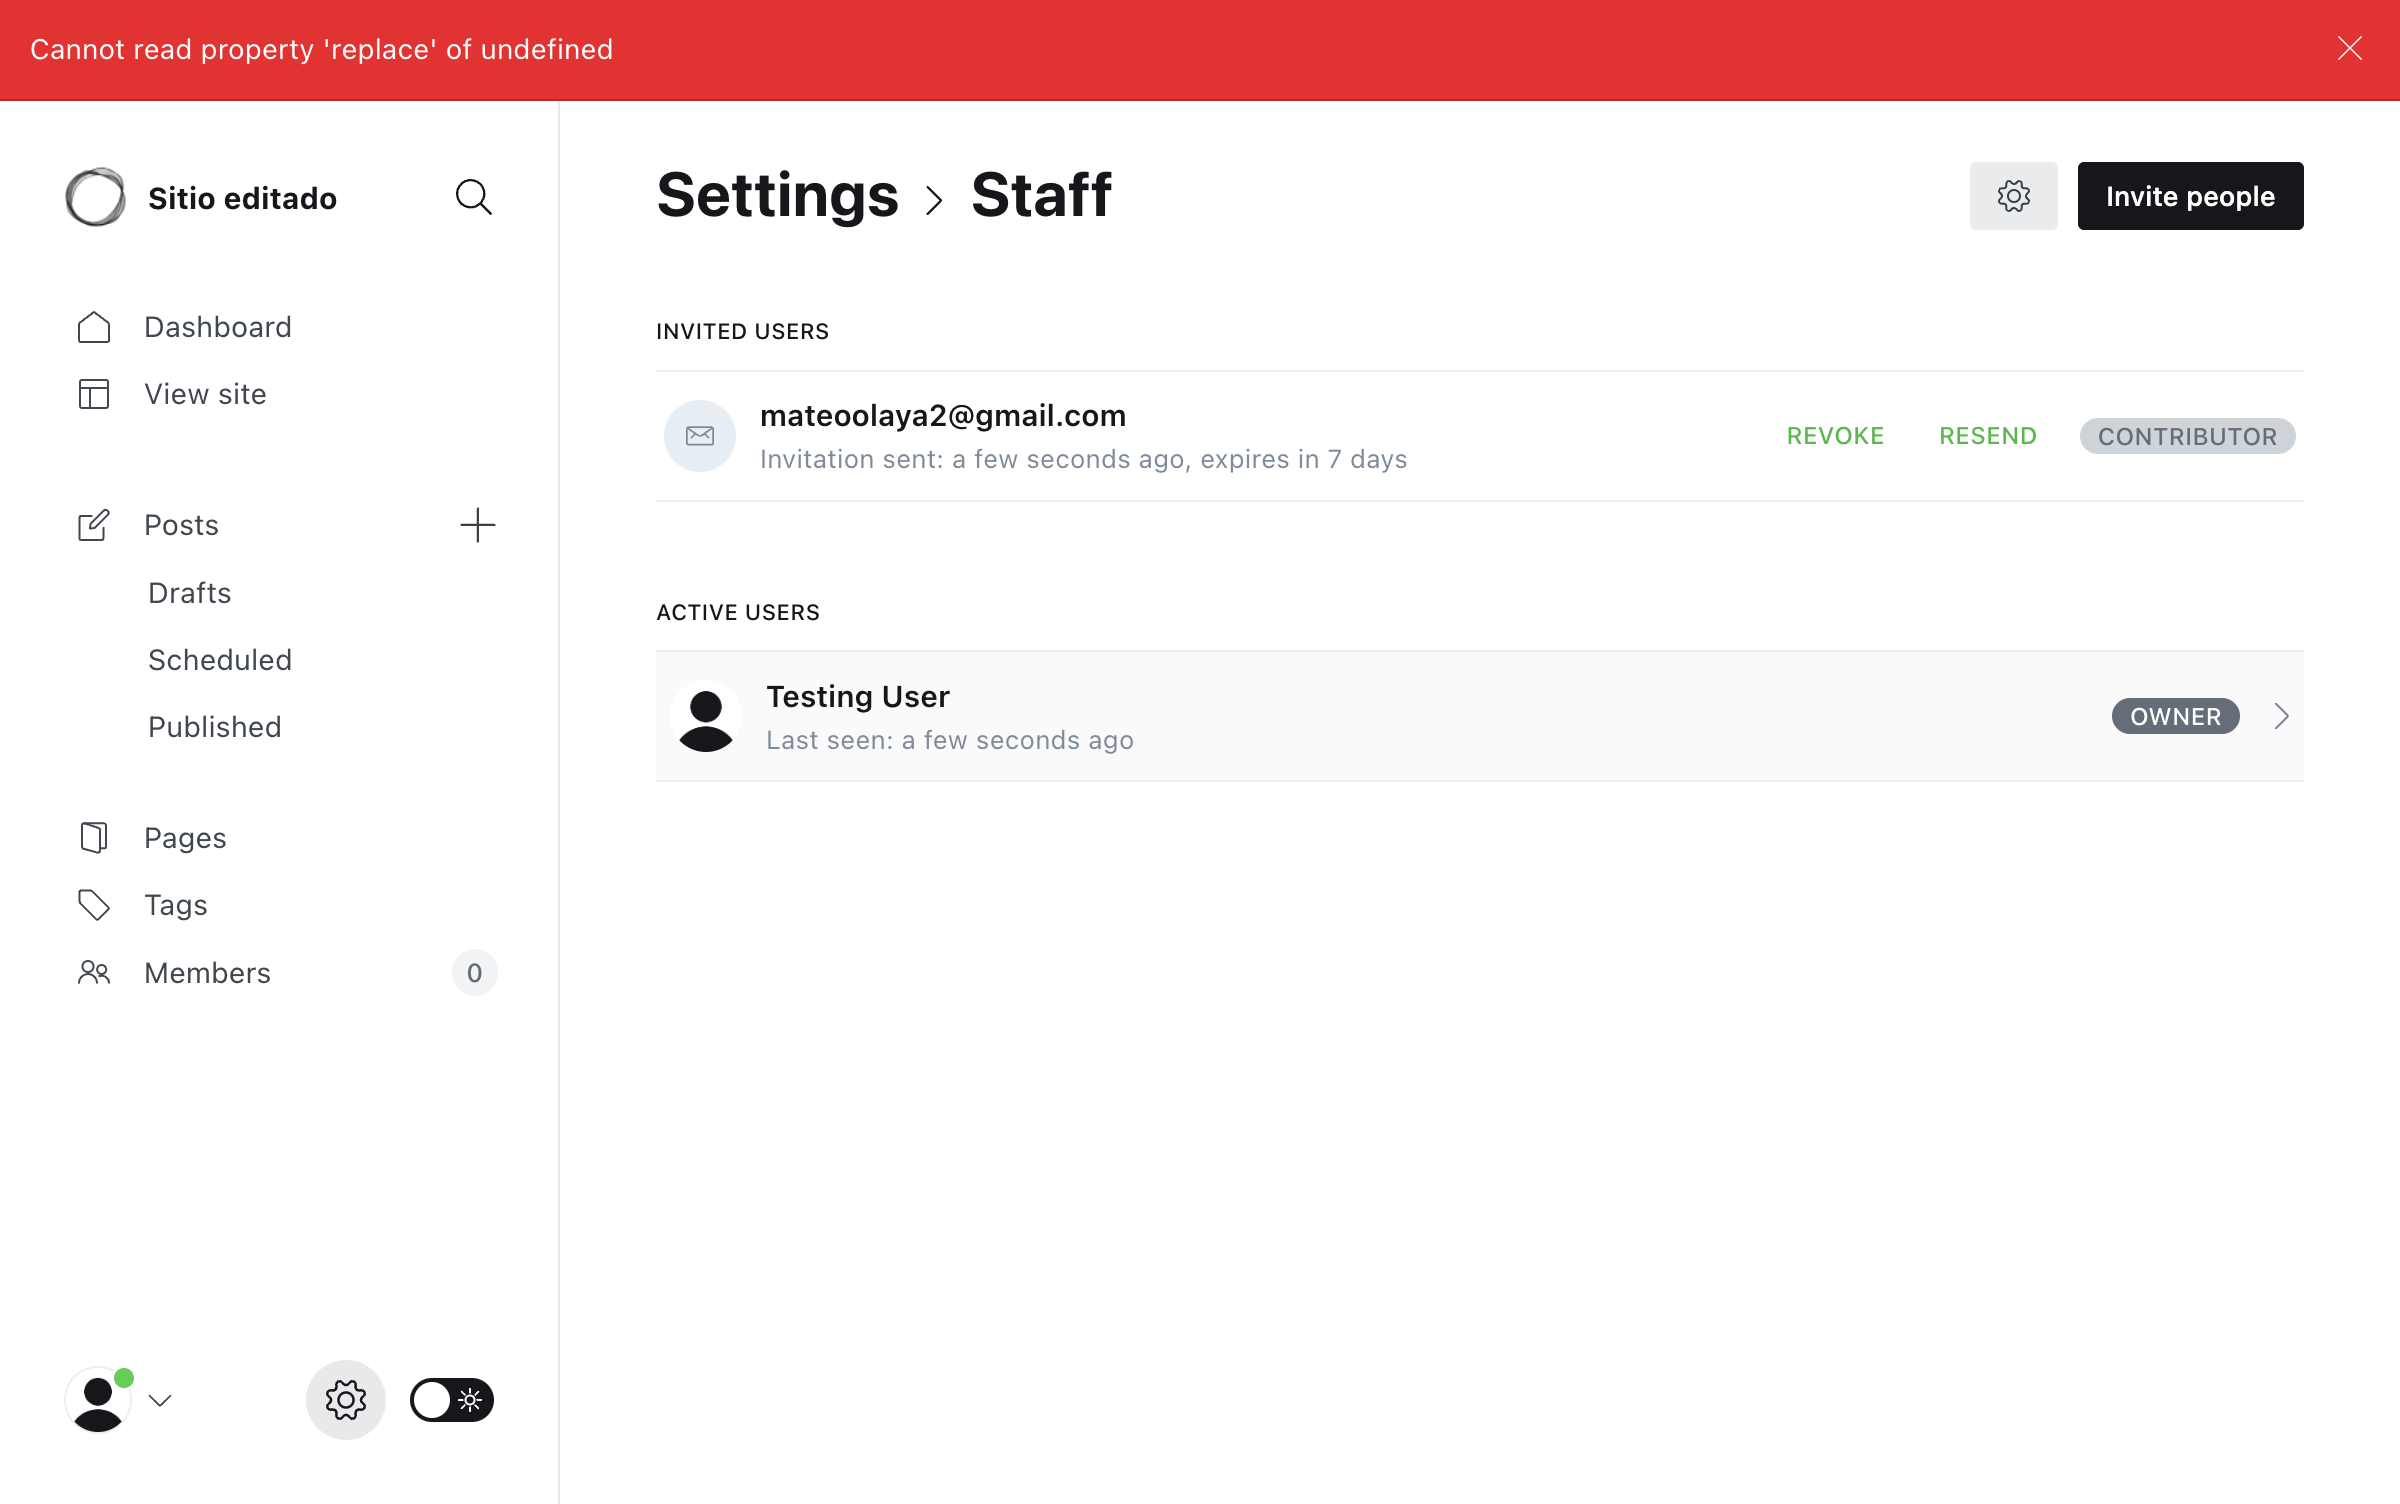 Cannot read property 'replace' of undefined
Sitio editado
Dashboard
View site
Posts
Drafts
Scheduled
Published
Pages
Tags
Members 0
Settings > Staff
Invite people
INVITED USERS
mateoolaya2@gmail.com
Invitation sent: a few seconds ago, expires in 7 days
REVOKE RESEND CONTRIBUTOR
ACTIVE USERS
Testing User
Last seen: a few seconds ago
OWNER